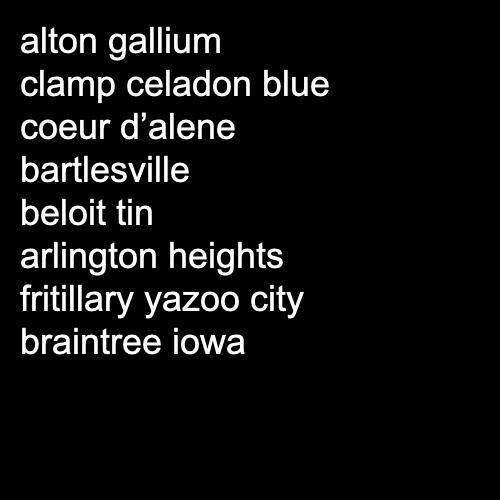 alton gallium
clamp celadon blue
coeur d’alene
bartlesville
beloit tin
arlington heights
fritillary yazoo city
braintree iowa